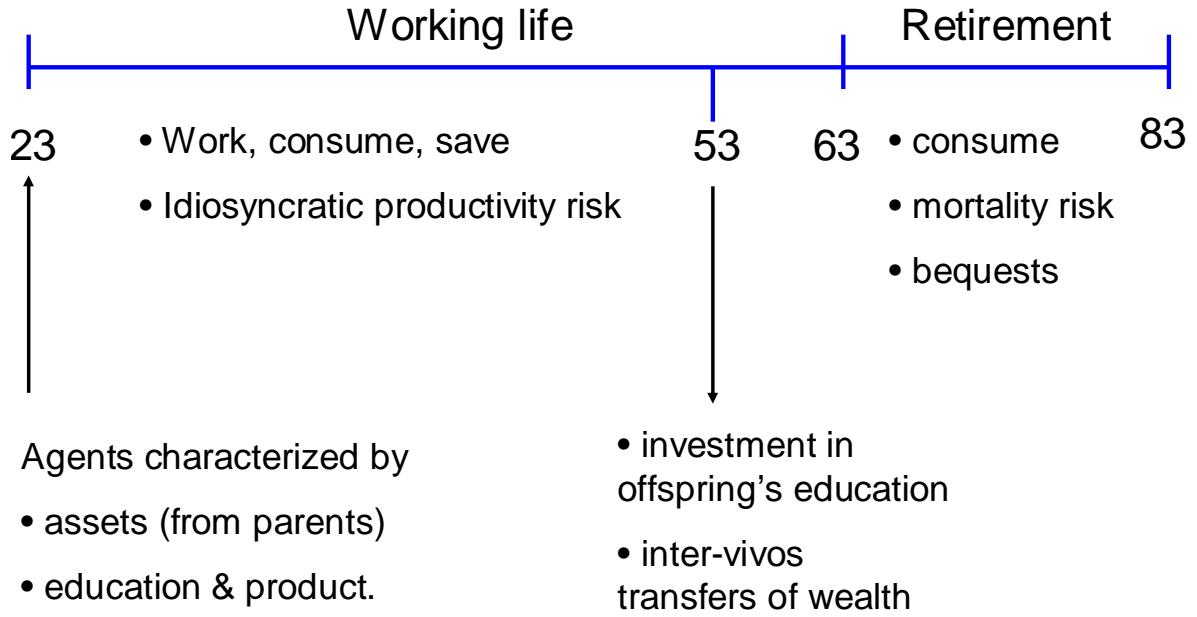 Working life
Retirement
23
53
63
83
• Work, consume, save
• Idiosyncratic productivity risk
• consume
• mortality risk
• bequests
Agents characterized by
• assets (from parents)
• education & product.
• investment in
offspring's education
• inter-vivos
transfers of wealth